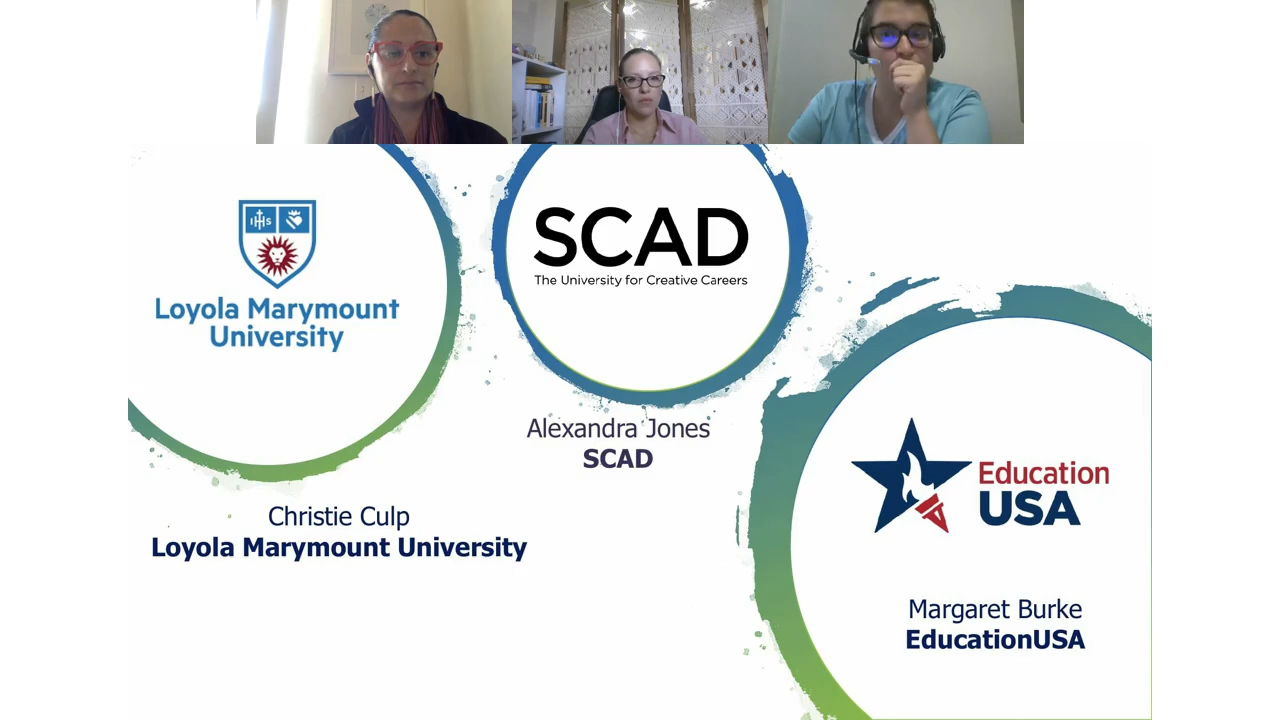 IHS
Loyola Marymount
University
SCAD
The University for Creative Careers
Alexandra Jones
SCAD
Christie Culp
Loyola Marymount University
Education
USA
Margaret Burke
EducationUSA